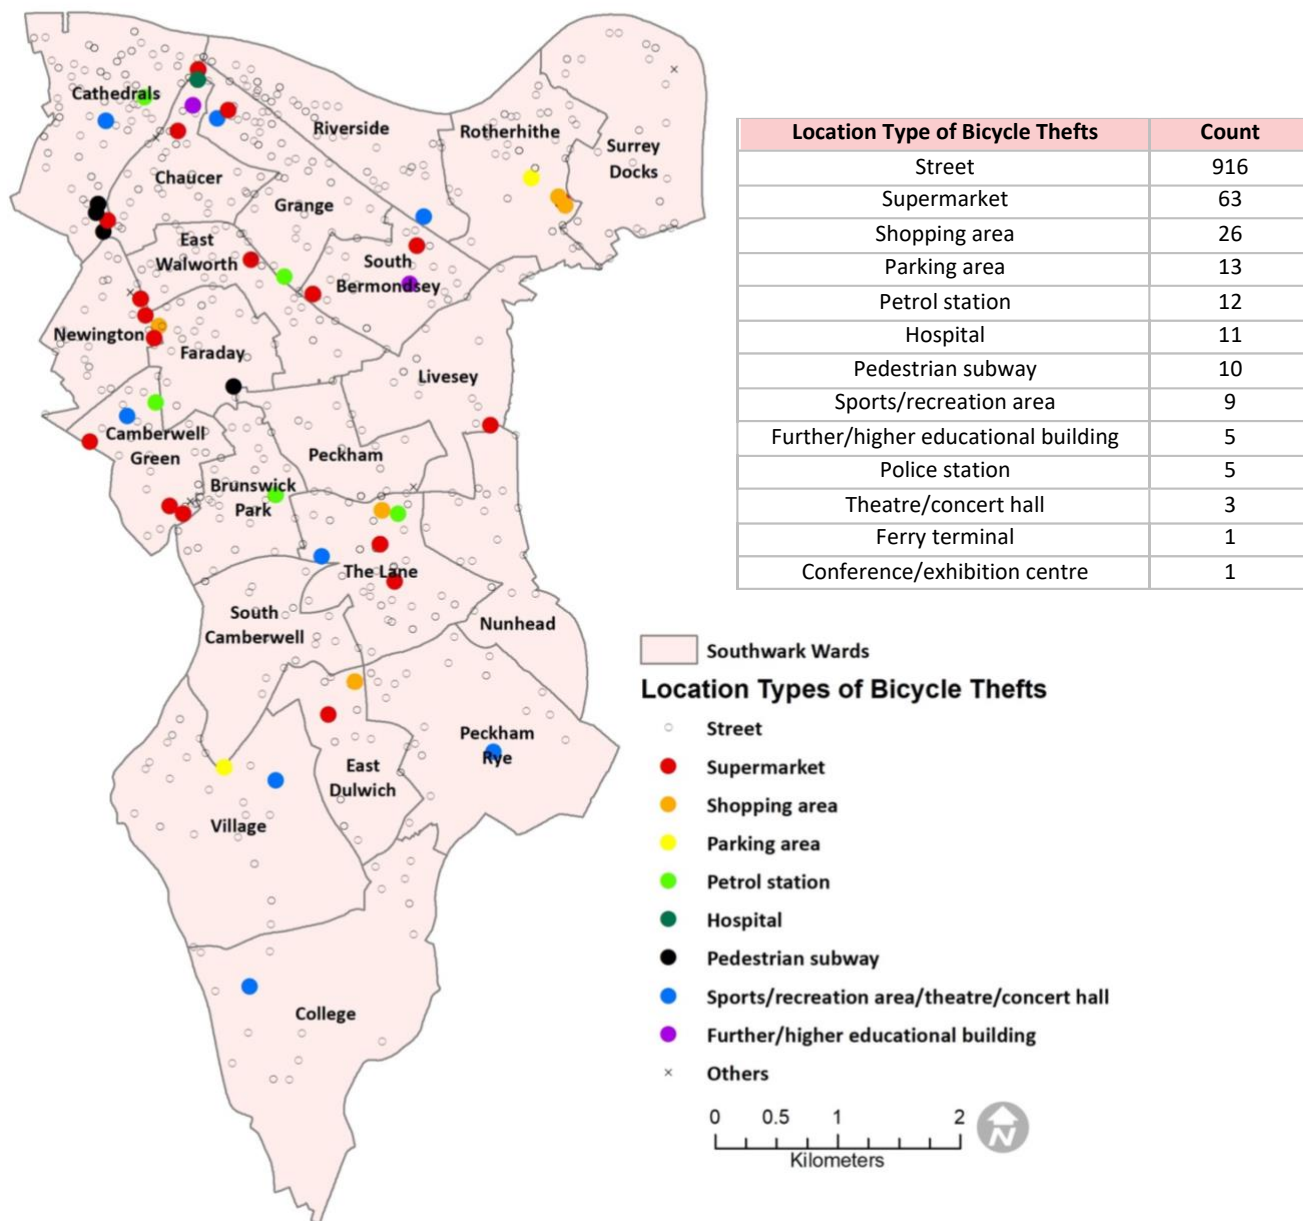 Cathedrals
Riverside
Rotherhithe
Surrey
Docks
Chaucer
Grange
East
Walworth
South
Bermondsey
Newington
Faraday
Livesey
Camberwell
Green
Peckham
Brunswick
Park
The Lane
South
Camberwell
Nunhead
Peckham
Rye
East
Dulwich
Village
College
Location Type of Bicycle Thefts Count
Street 916
Supermarket 63
Shopping area 26
Parking area 13
Petrol station 12
Hospital 11
Pedestrian subway 10
Sports/recreation area 9
Further/higher educational building 5
Police station 5
Theatre/concert hall 3
Ferry terminal 1
Conference/exhibition centre 1
Southwark Wards
Location Types of Bicycle Thefts
Street
Supermarket
Shopping area
Parking area
Petrol station
Hospital
Pedestrian subway
Sports/recreation area/theatre/concert hall
Further/higher educational building
Others
0 0.5 1 2
Kilometers
N